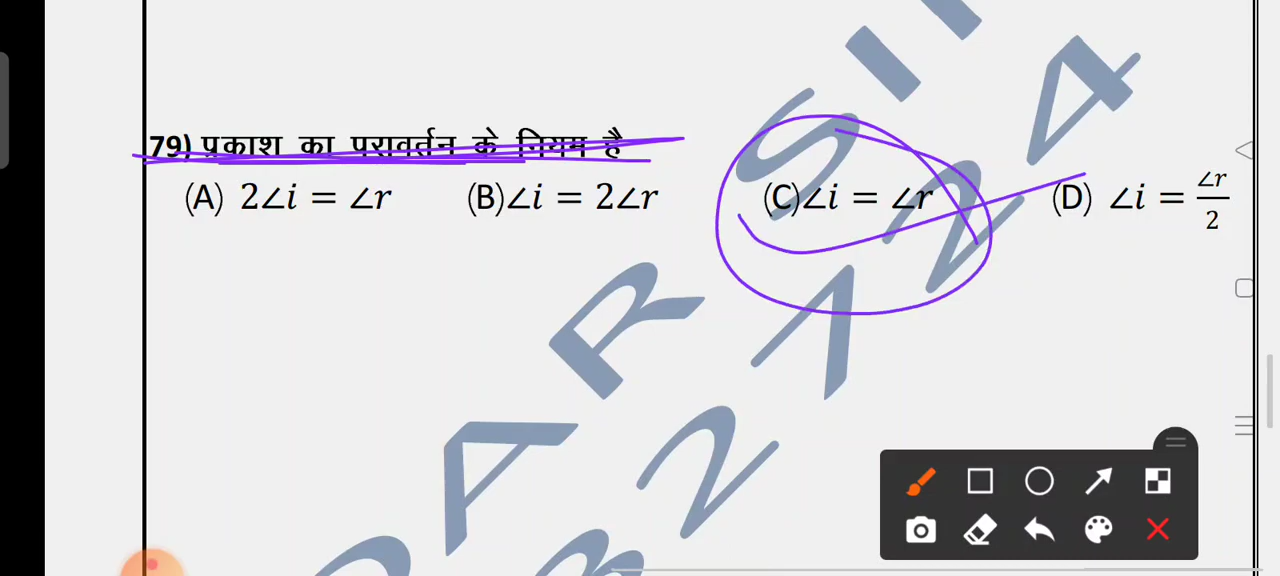 79) प्रकाश का परावर्तन के नियम है
(A) 2∠i = ∠r (B)∠i = 2∠r (C)∠i = ∠r (D) ∠i = ∠r/2